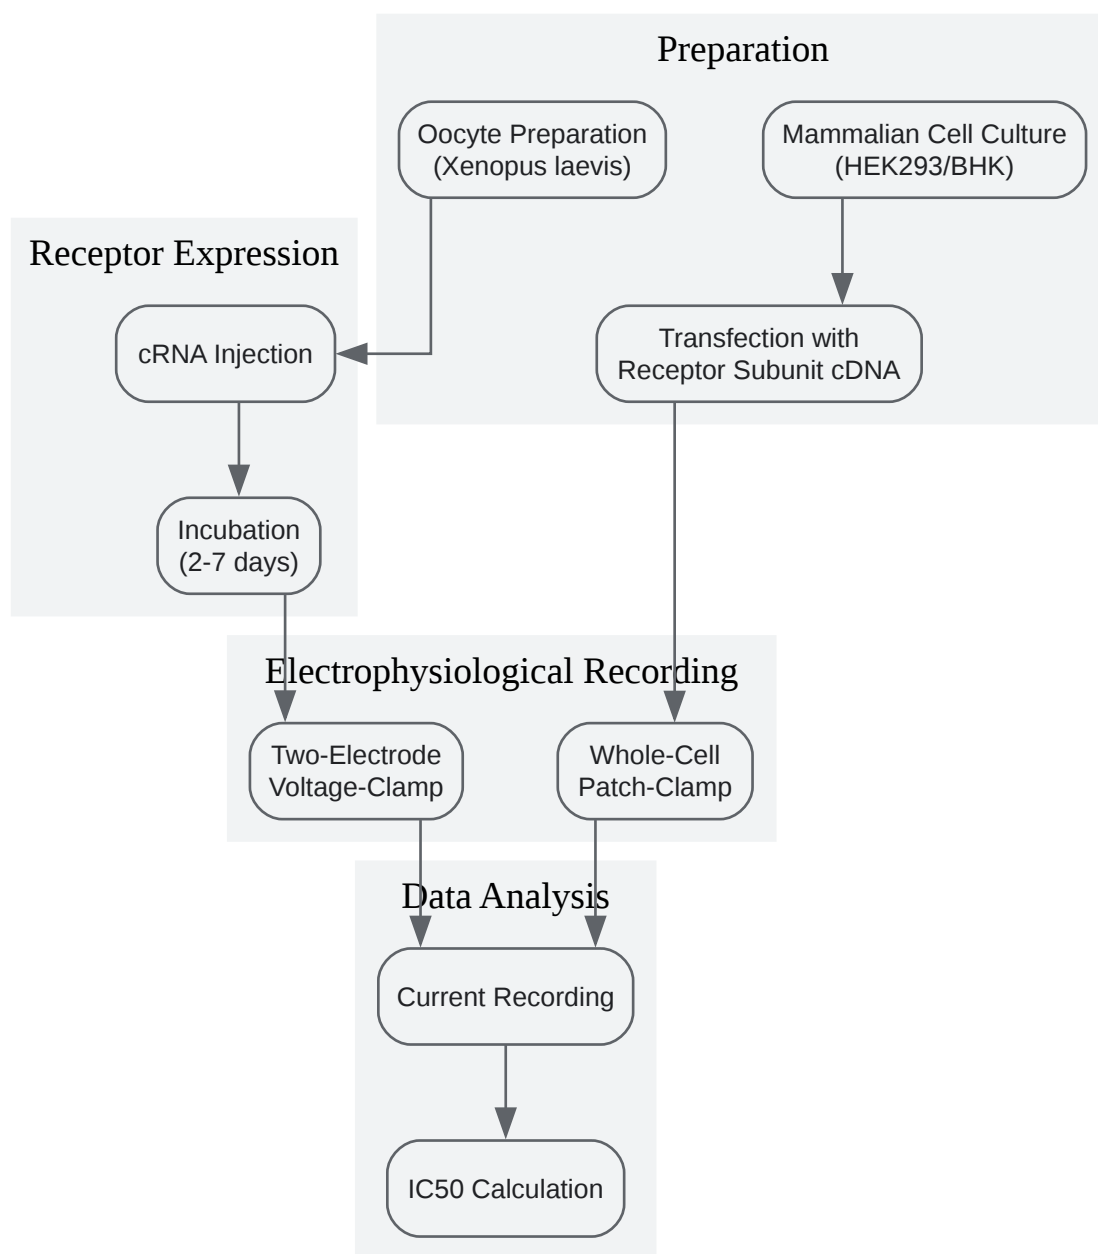 Preparation
Oocyte Preparation
(Xenopus laevis)
Mammalian Cell Culture
(HEK293/BHK)
Receptor Expression
cRNA Injection
Transfection with
Receptor Subunit cDNA
Incubation
(2-7 days)
Electrophysiological Recording
Two-Electrode
Voltage-Clamp
Whole-Cell
Patch-Clamp
Data Analysis
Current Recording
IC50 Calculation